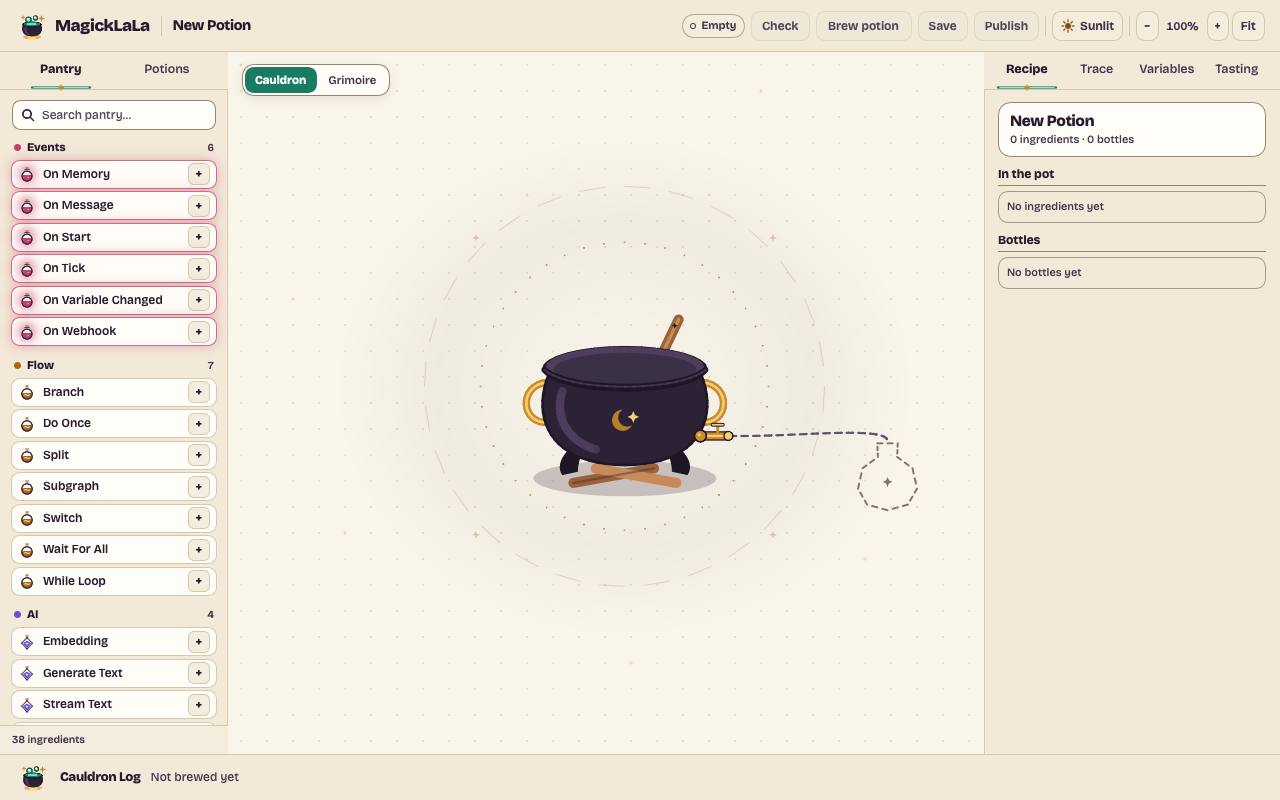 MagickLaLa
New Potion
Empty
Check
Brew potion
Save
Publish
Sunlit
−
100%
+
Fit
Pantry
Potions
Search pantry...
Events 6
On Memory +
On Message +
On Start +
On Tick +
On Variable Changed +
On Webhook +
Flow 7
Branch +
Do Once +
Split +
Subgraph +
Switch +
Wait For All +
While Loop +
AI 4
Embedding +
Generate Text +
Stream Text +
38 ingredients
Cauldron
Grimoire
Recipe
Trace
Variables
Tasting
New Potion
0 ingredients · 0 bottles
In the pot
No ingredients yet
Bottles
No bottles yet
Cauldron Log Not brewed yet